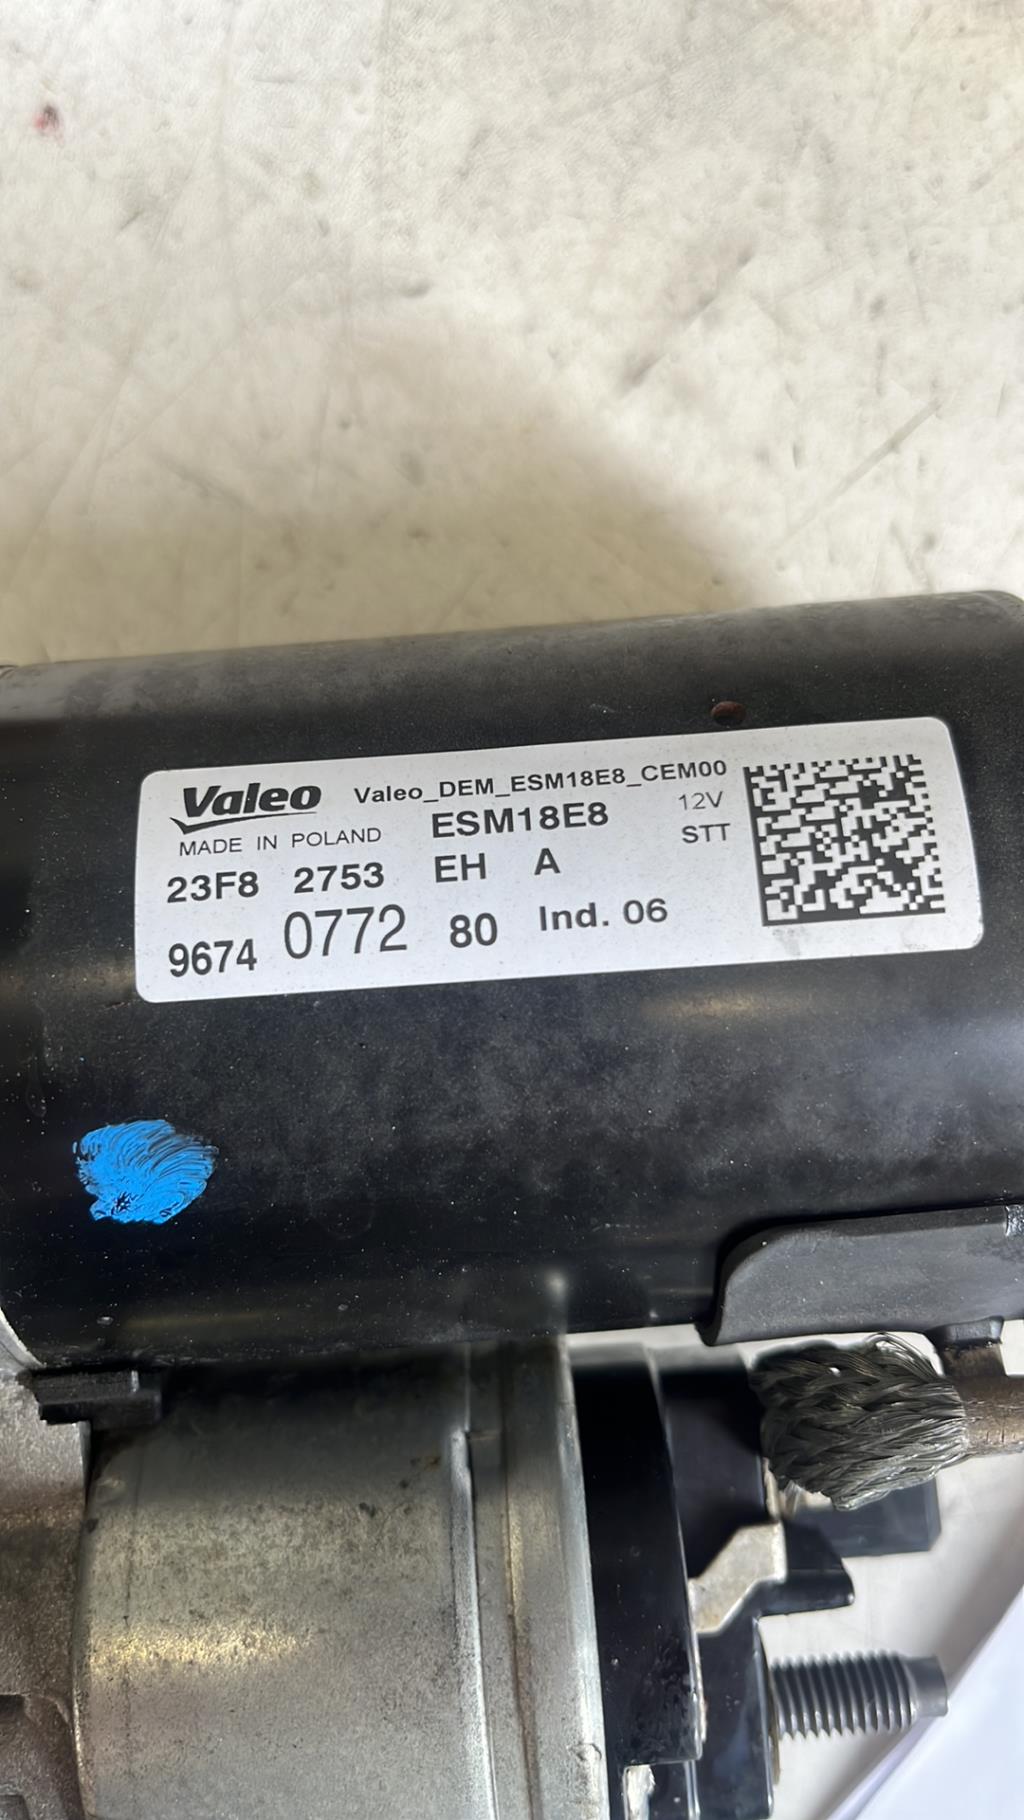 Valeo Valeo_DEM_ESM18E8_CEM00
MADE IN POLAND ESM18E8 12V
STT
23F8 2753 EH A
9674 0772 80 Ind. 06